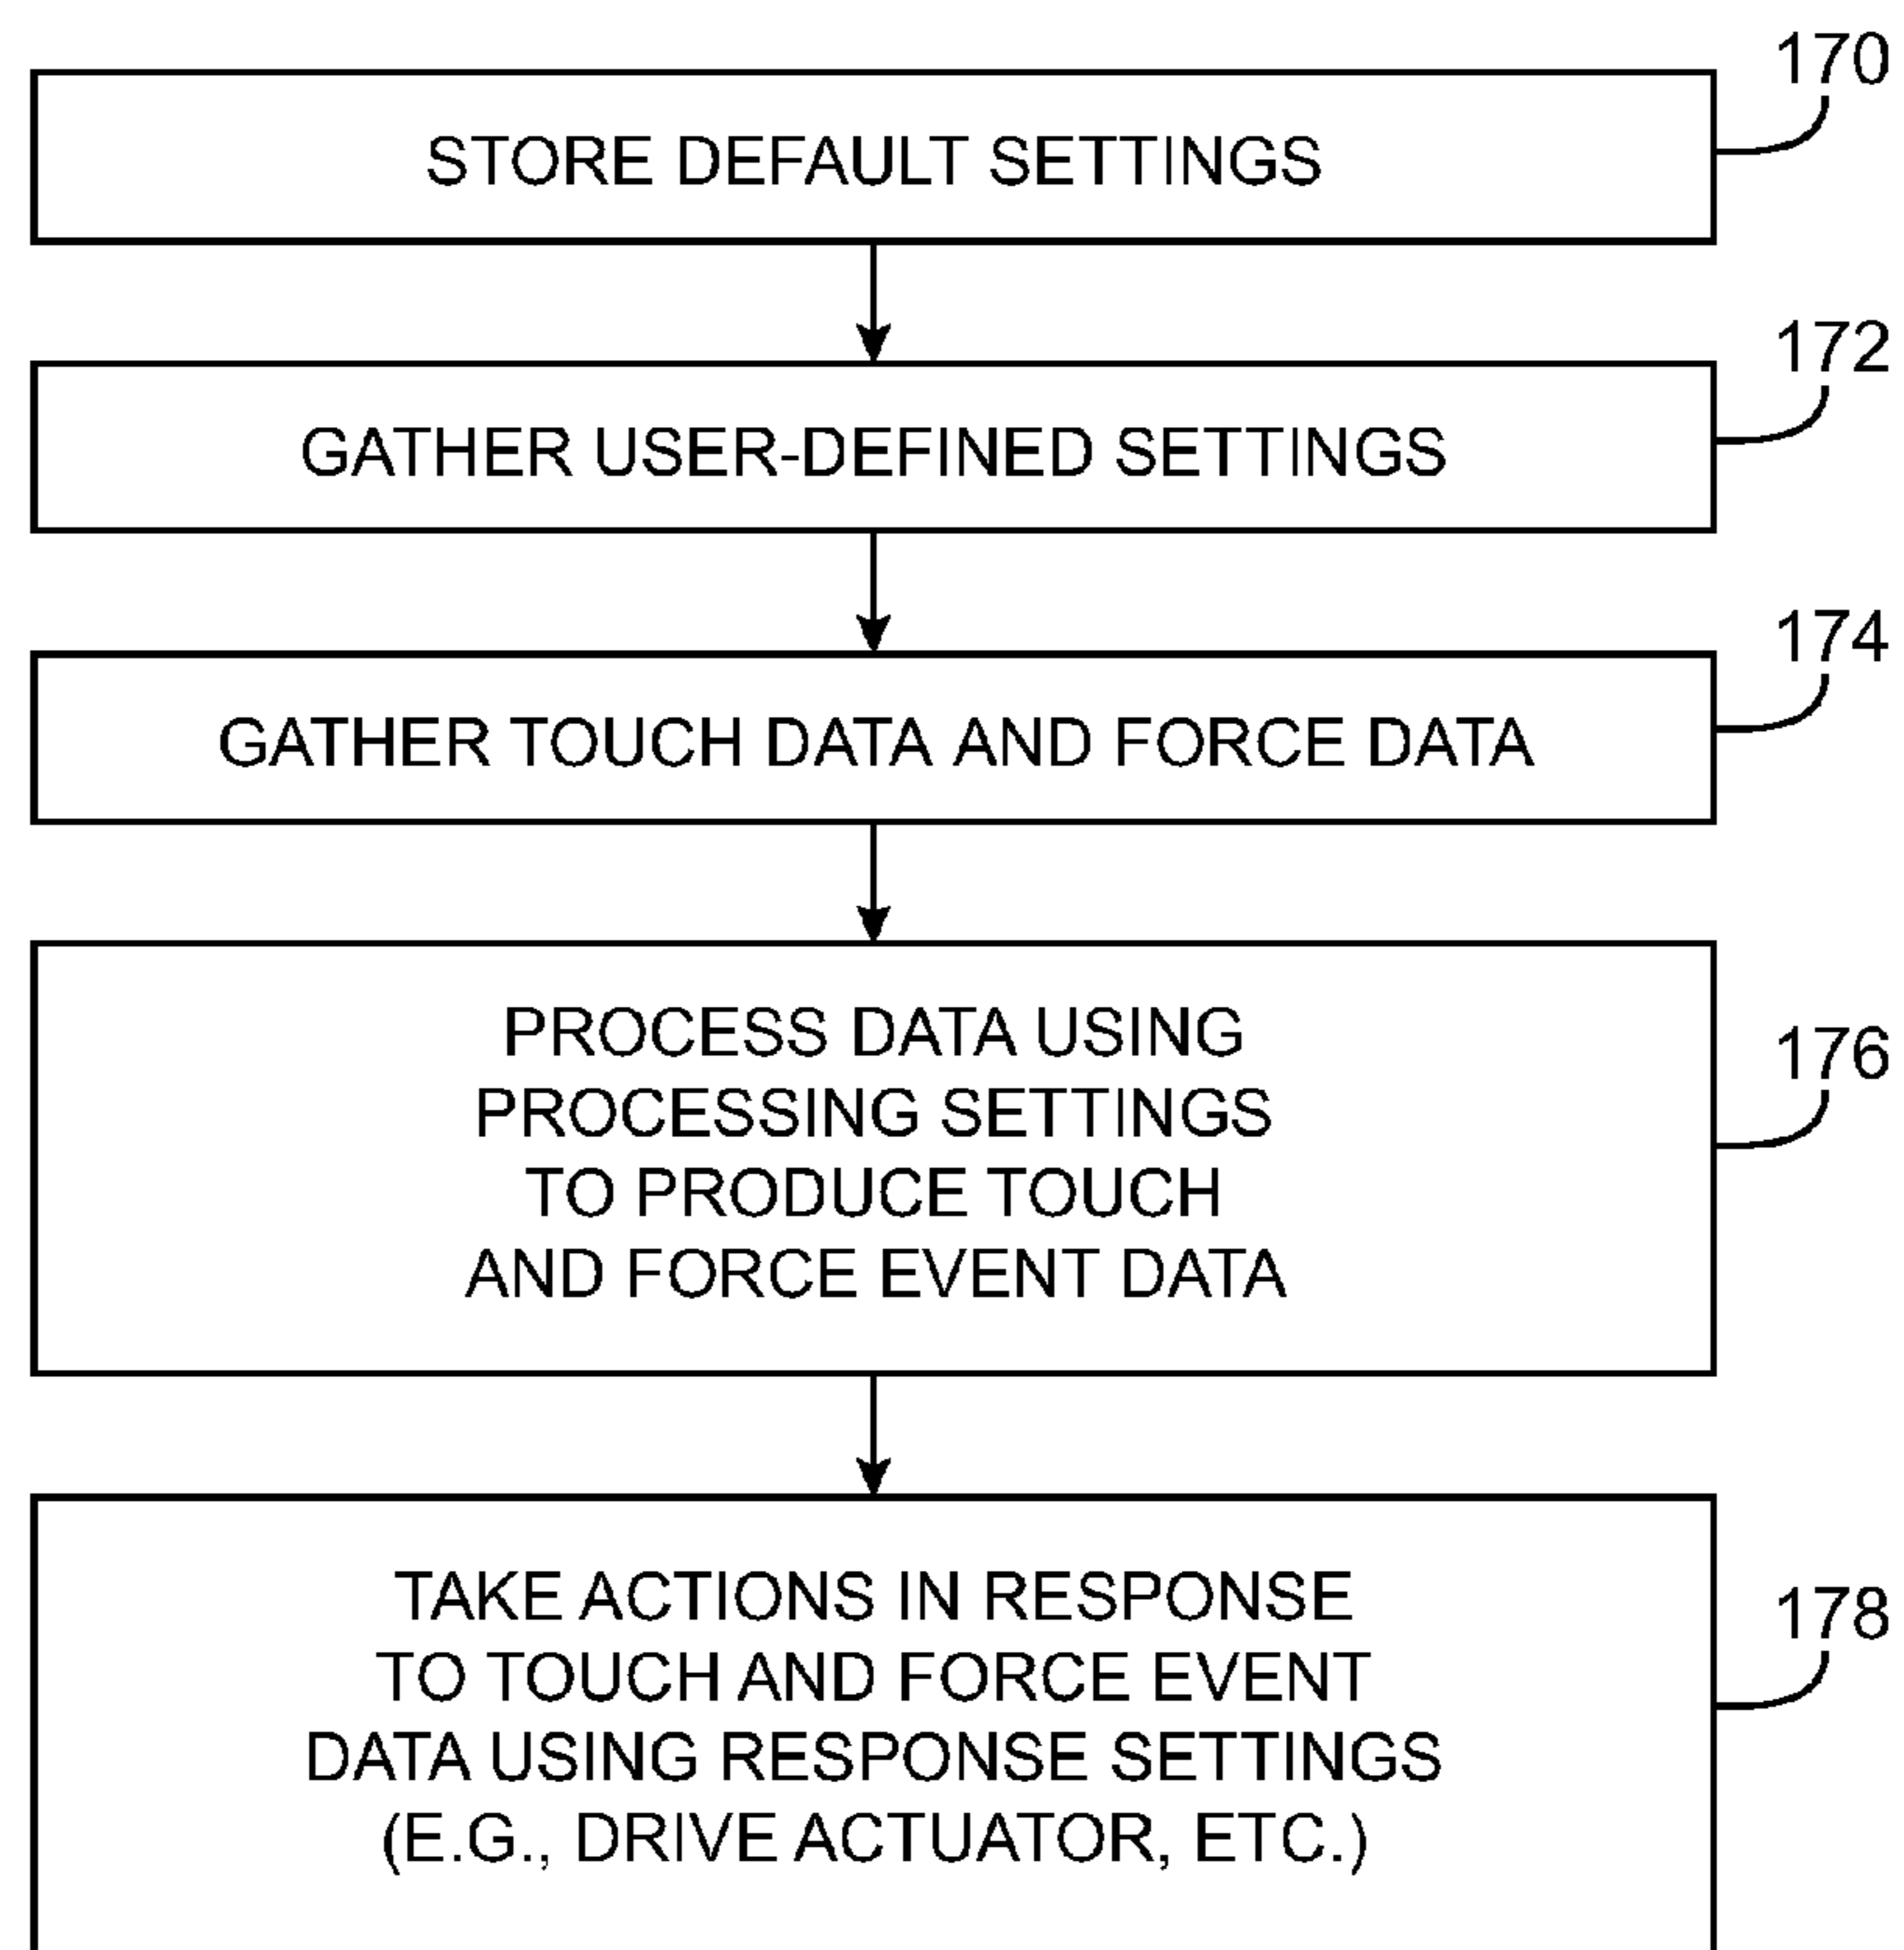 170
STORE DEFAULT SETTINGS
172
GATHER USER-DEFINED SETTINGS
174
GATHER TOUCH DATA AND FORCE DATA
176
PROCESS DATA USING
PROCESSING SETTINGS
TO PRODUCE TOUCH
AND FORCE EVENT DATA
178
TAKE ACTIONS IN RESPONSE
TO TOUCH AND FORCE EVENT
DATA USING RESPONSE SETTINGS
(E.G., DRIVE ACTUATOR, ETC.)